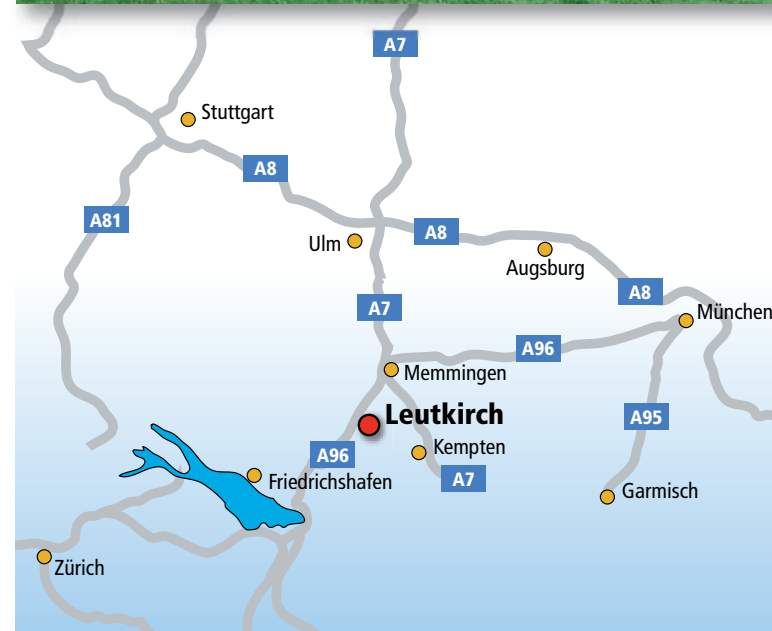 A7
Stuttgart
A8
A81
Ulm
A8
Augsburg
A8
A7
München
A96
Memmingen
Leutkirch
A95
Kempten
A96
Friedrichshafen
A7
Garmisch
Zürich